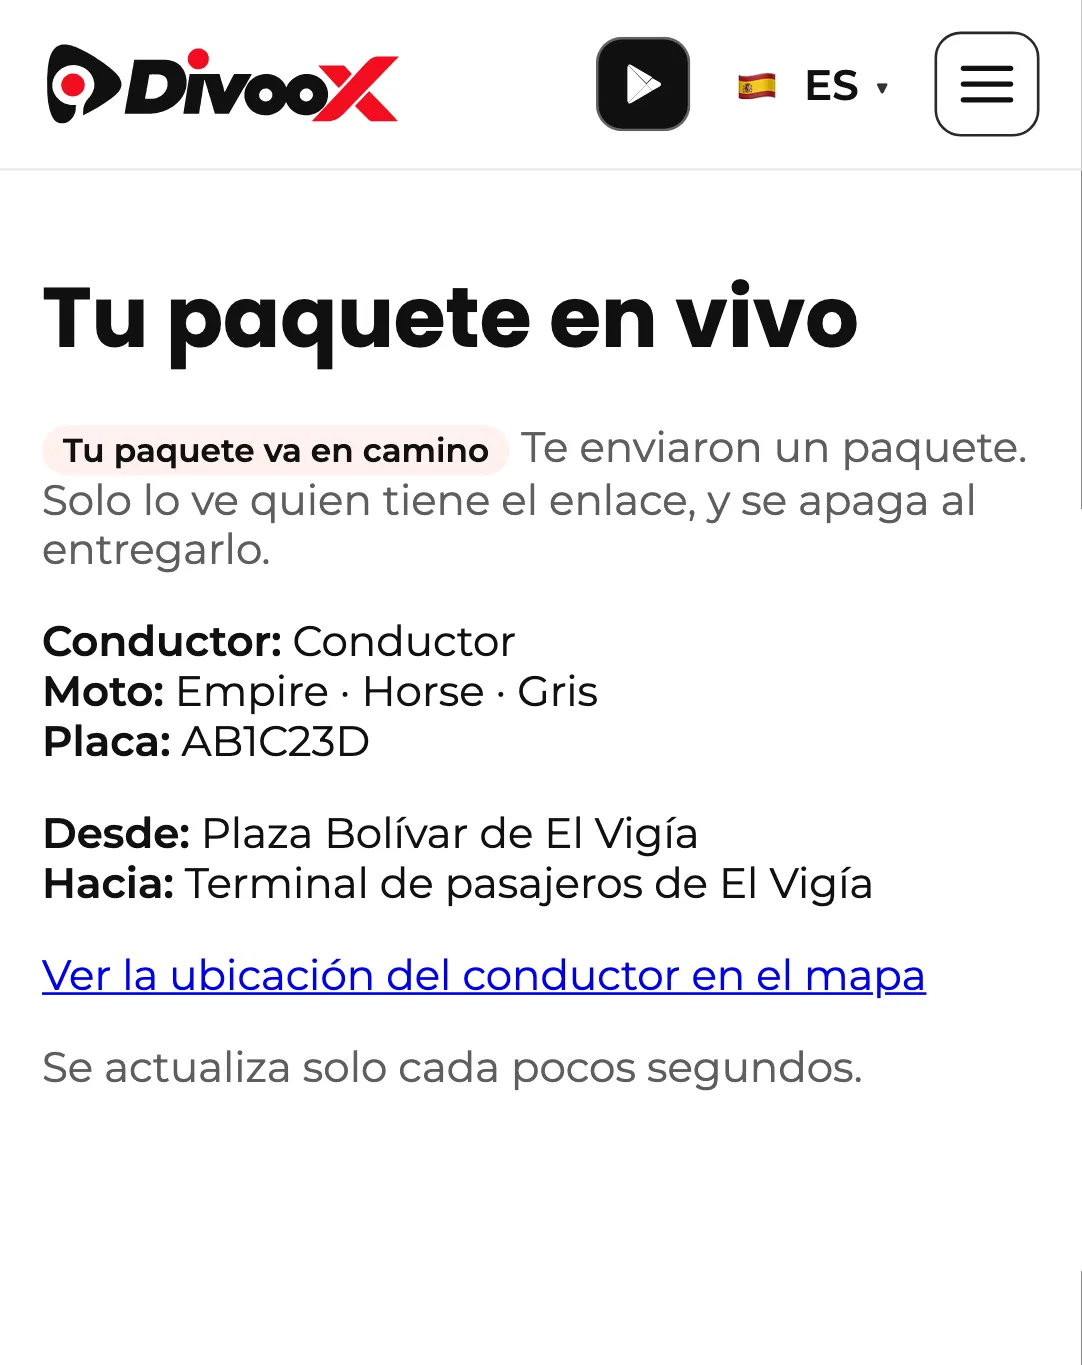 DivooX
ES
Tu paquete en vivo
Tu paquete va en camino Te enviaron un paquete.
Solo lo ve quien tiene el enlace, y se apaga al
entregarlo.
Conductor: Conductor
Moto: Empire · Horse · Gris
Placa: AB1C23D
Desde: Plaza Bolívar de El Vigía
Hacia: Terminal de pasajeros de El Vigía
Ver la ubicación del conductor en el mapa
Se actualiza solo cada pocos segundos.